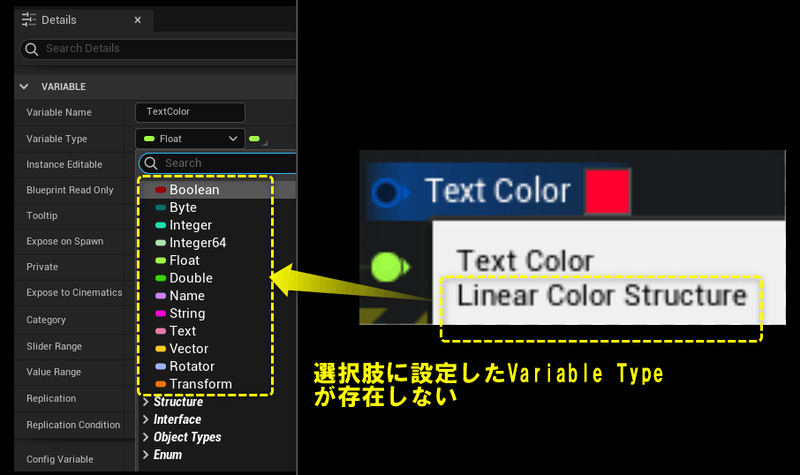 Details
Search Details
VARIABLE
Variable Name TextColor
Variable Type Float
Instance Editable
Search
Blueprint Read Only
Tooltip
Expose on Spawn
Private
Expose to Cinematics
Category
Slider Range
Value Range
Replication
Replication Condition
Config Variable
Boolean
Byte
Integer
Integer64
Float
Double
Name
String
Text
Vector
Rotator
Transform
Structure
Interface
Object Types
Enum
Text Color
Text Color
Linear Color Structure
選択肢に設定したVariable Type
が存在しない